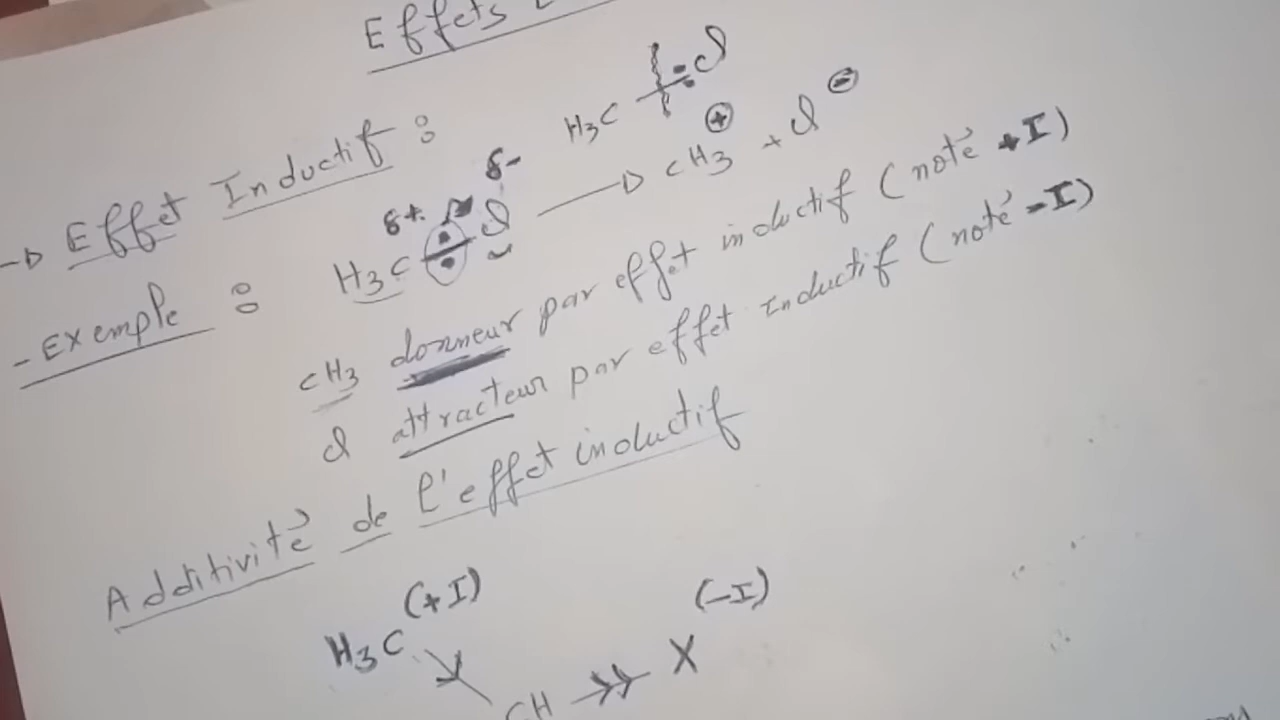 Effets
Effet Inductif :
H3C Cl
- Exemple : H3C δ+ Cl δ- → CH3 ⊕ + Cl ⊖
CH3 donneur par effet inductif (noté +I)
Cl attracteur par effet inductif (noté -I)
Additivité de l'effet inductif
H3C (+I) (-I)
CH X